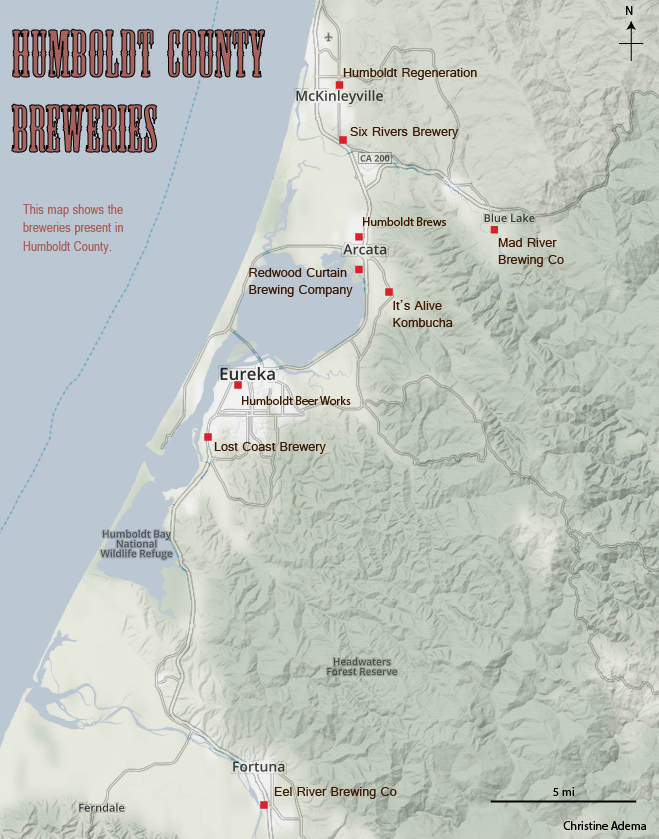 HUMBOLDT COUNTY
BREWERIES
This map shows the
breweries present in
Humboldt County.
N
Humboldt Regeneration
McKinleyville
Six Rivers Brewery
CA 200
Blue Lake
Humboldt Brews
Mad River
Brewing Co
Arcata
Redwood Curtain
Brewing Company
It's Alive
Kombucha
Eureka
Humboldt Beer Works
Lost Coast Brewery
Humboldt Bay
National
Wildlife Refuge
Headwaters
Forest Reserve
Fortuna
Eel River Brewing Co
5 mi
Ferndale
Christine Adema